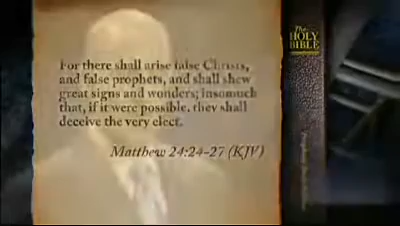 For there shall arise false Christs,
and false prophets, and shall shew
great signs and wonders; insomuch
that, if it were possible, they shall
deceive the very elect.
Matthew 24:24-27 (KJV)
The
HOLY
BIBLE